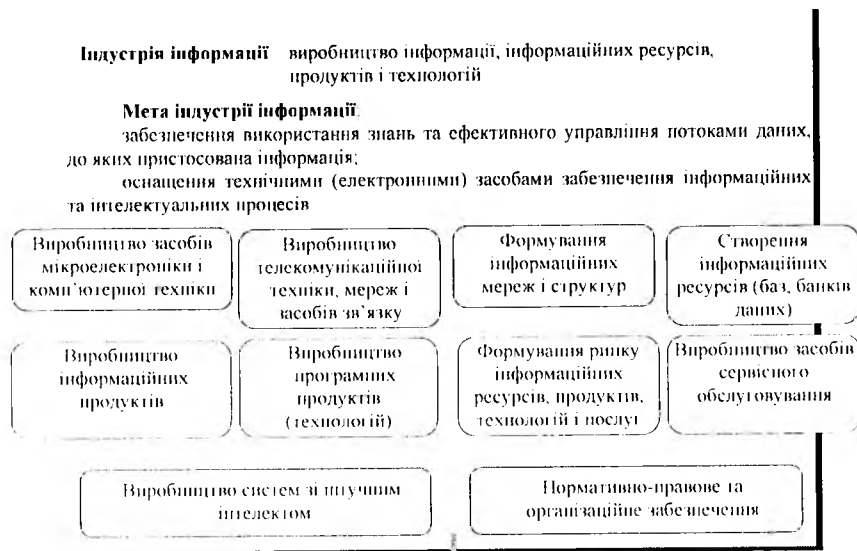 Індустрія інформації виробництво інформації, інформаційних ресурсів,
продуктів і технологій
Мета індустрії інформації:
забезпечення використання знань та ефективного управління потоками даних,
до яких пристосована інформація;
оснащення технічними (електронними) засобами забезпечення інформаційних
та інтелектуальних процесів
Виробництво засобів
мікроелектроніки і
комп'ютерної техніки
Виробництво
телекомунікаційної
техніки, мереж і
засобів зв'язку
Формування
інформаційних
мереж і структур
Створення
інформаційних
ресурсів (баз, банків
даних)
Виробництво
інформаційних
продуктів
Виробництво
програмних
продуктів
(технологій)
Формування ринку
інформаційних
ресурсів, продуктів,
технологій і послуг
Виробництво засобів
сервісного
обслуговування
Виробництво систем зі штучним
інтелектом
Нормативно-правове та
організаційне забезпечення